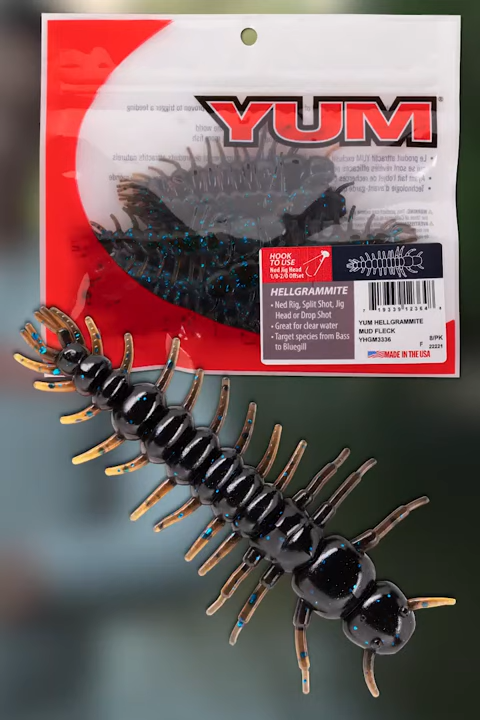 YUM
HOOK
TO USE
Ned Jig Head
1/0-2/0 Offset
HELLGRAMMITE
• Ned Rig, Split Shot, Jig
Head or Drop Shot
• Great for clear water
• Target species from Bass
to Bluegill
YUM HELLGRAMMITE
MUD FLECK
YHGM3336
8/PK
F 22221
MADE IN THE USA